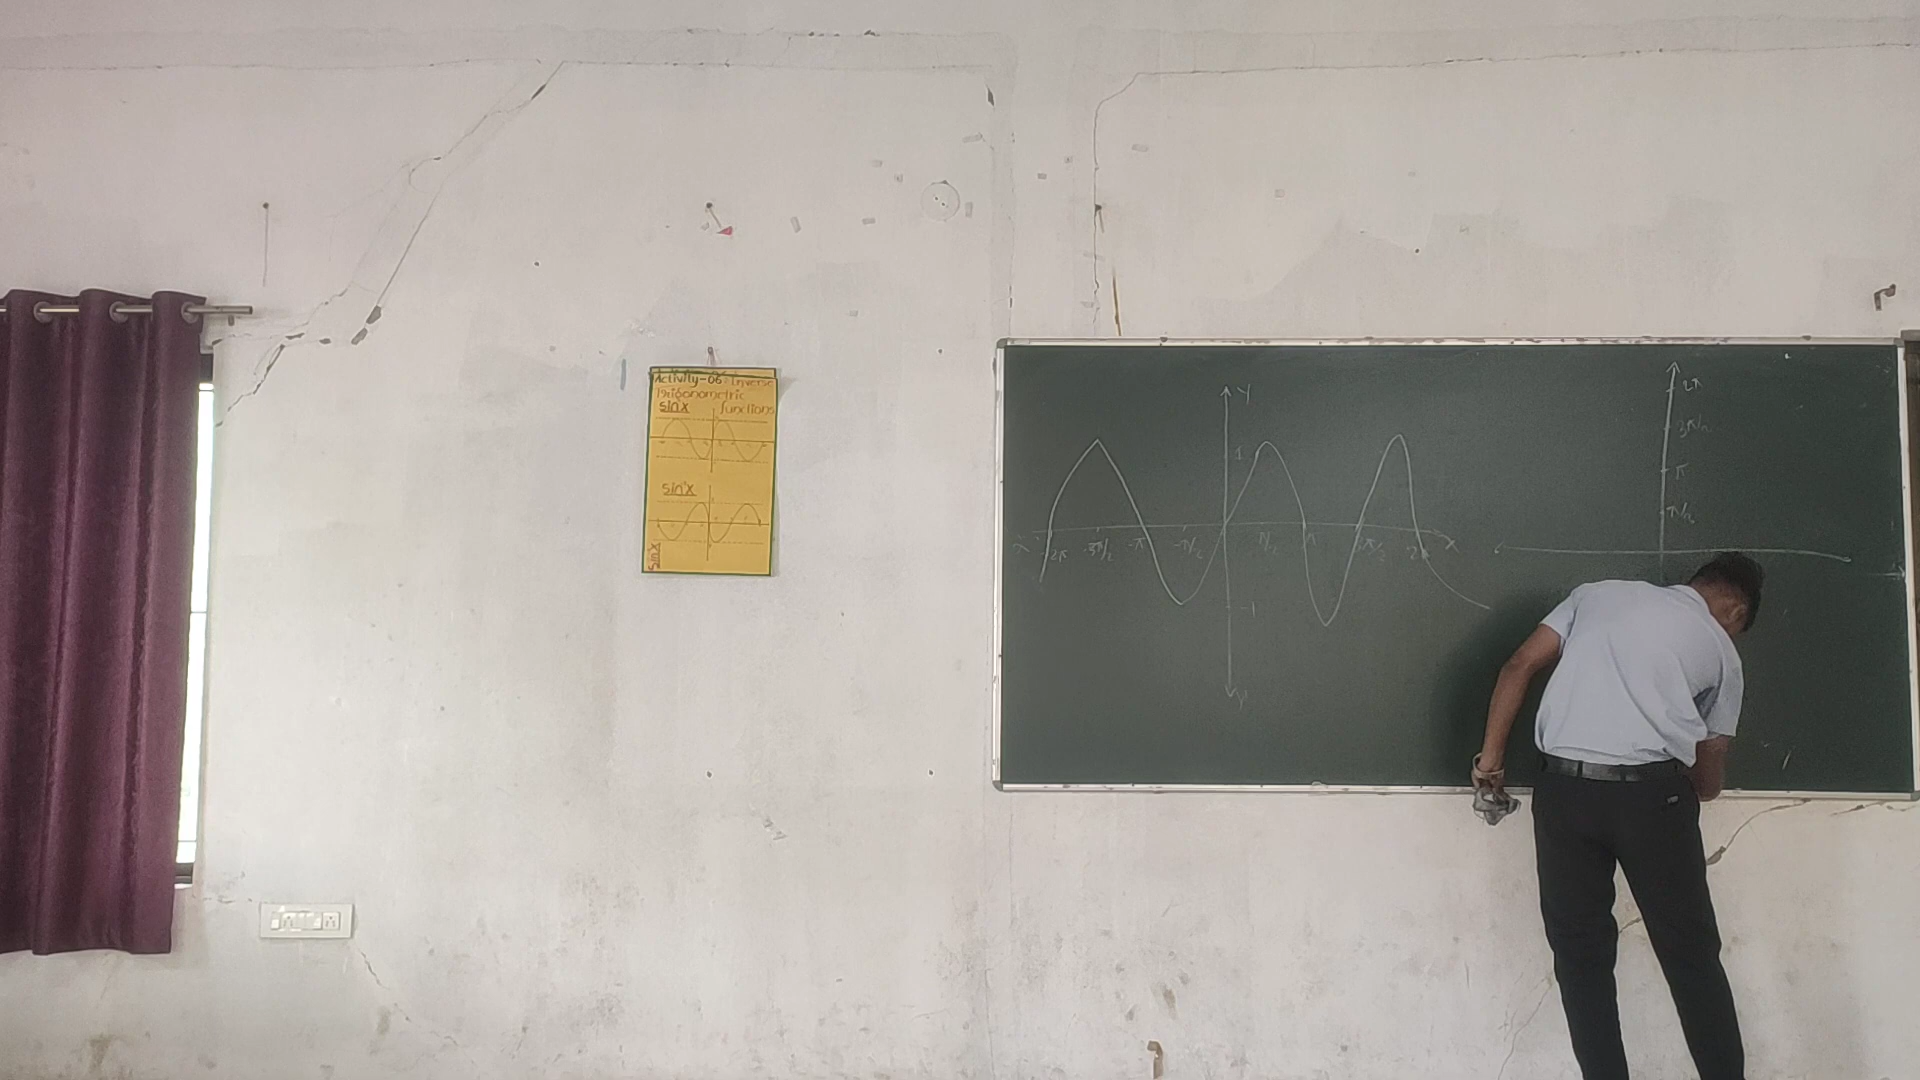 Activity-06: Inverse
Trigonometric
functions
sin x
sin⁻¹x
sin x
Y
1
-2π -3π/2 -π -π/2 π/2 π 3π/2 2π X
-1
Y'
2π
3π/2
π
π/2